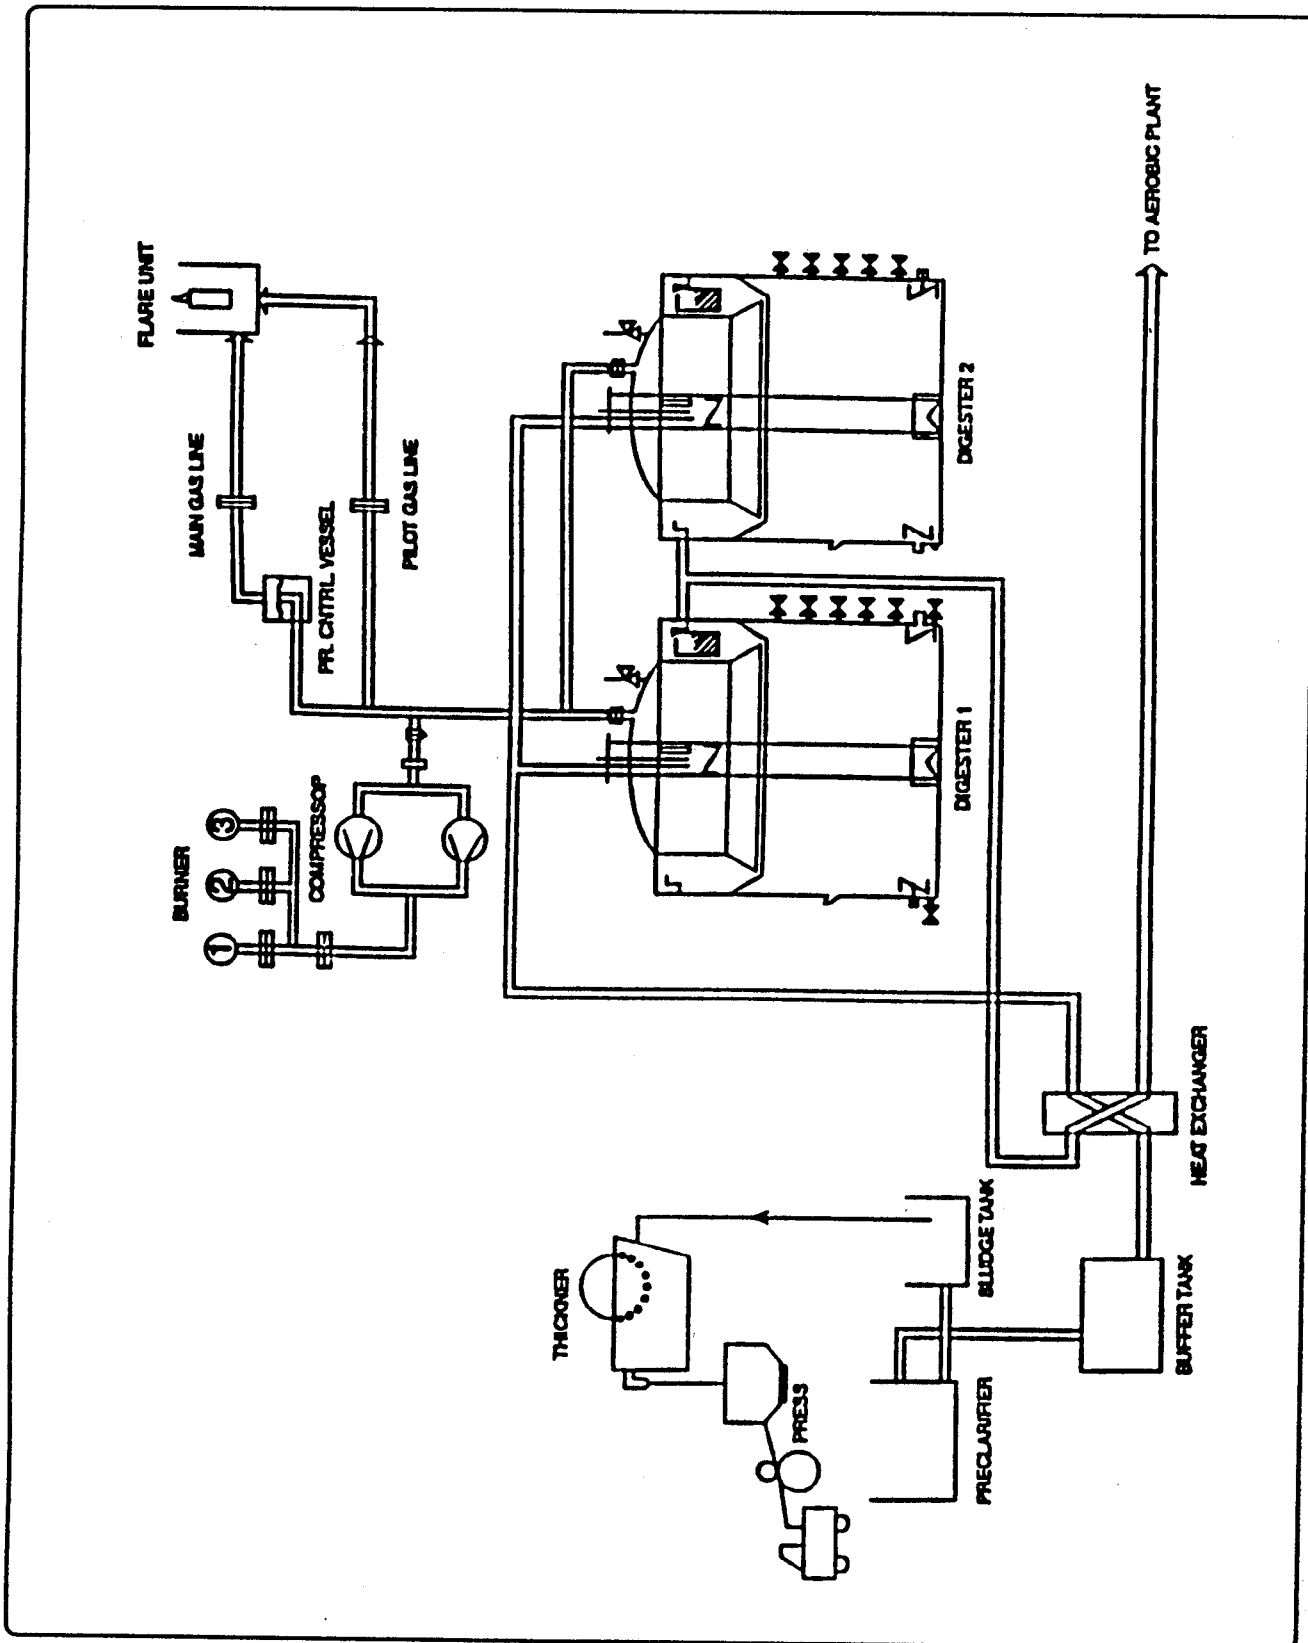 FLARE UNIT
MAIN GAS LINE
PR. CNTRL. VESSEL
PILOT GAS LINE
BURNER
1
2
3
COMPRESSOP
DIGESTER 1
DIGESTER 2
TO AEROBIC PLANT
THICKNER
PRESS
SLUDGE TANK
PRECLARIFIER
BUFFER TANK
HEAT EXCHANGER